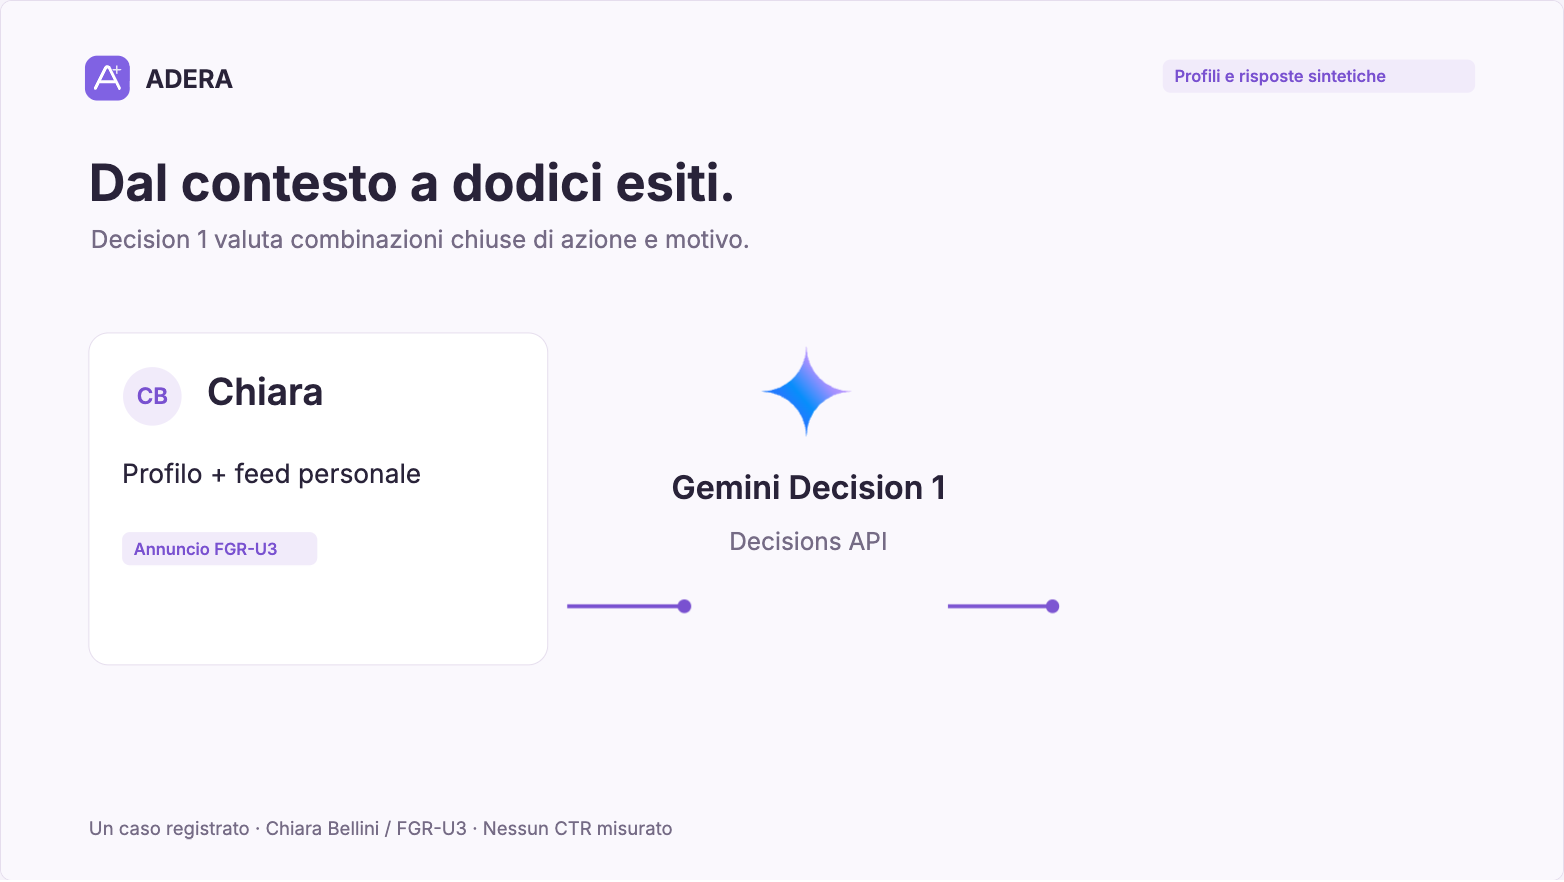 ADERA
Profili e risposte sintetiche
Dal contesto a dodici esiti.
Decision 1 valuta combinazioni chiuse di azione e motivo.
CB
Chiara
Profilo + feed personale
Annuncio FGR-U3
Gemini Decision 1
Decisions API
Un caso registrato · Chiara Bellini / FGR-U3 · Nessun CTR misurato